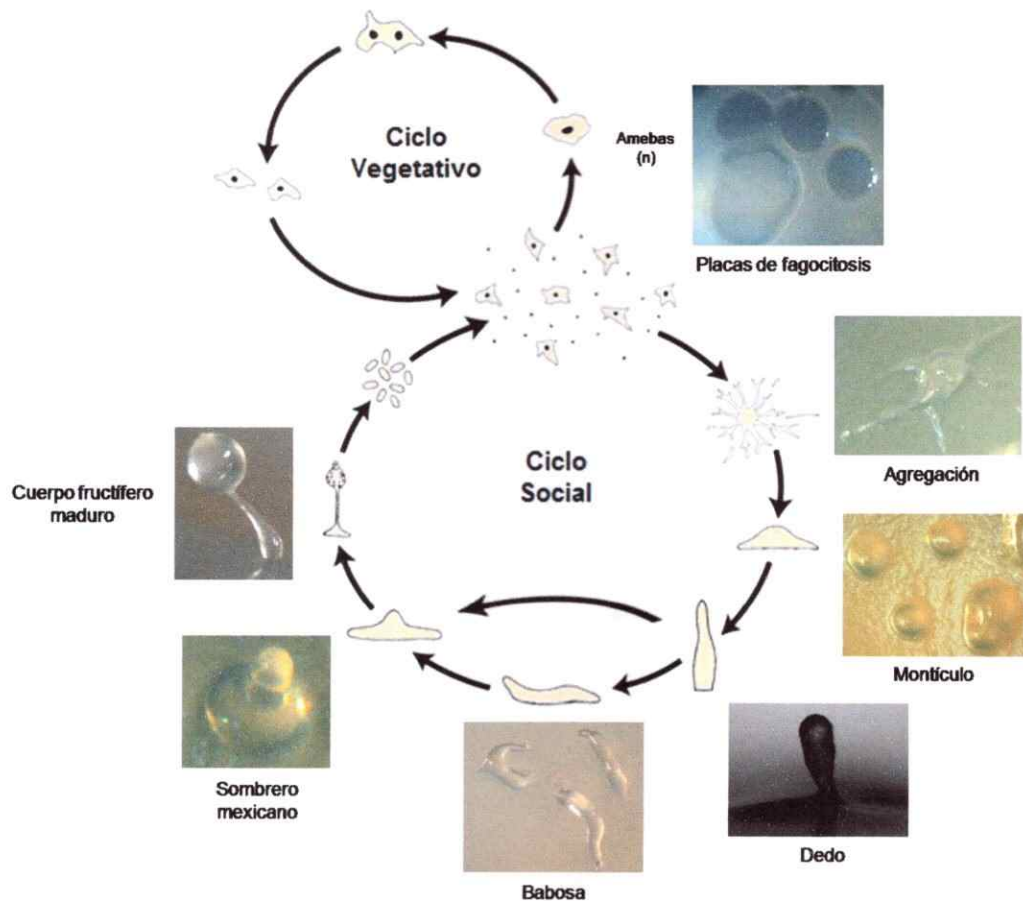 Ciclo
Vegetativo
Amebas
(n)
Placas de fagocitosis
Agregación
Ciclo
Social
Cuerpo fructífero
maduro
Montículo
Sombrero
mexicano
Dedo
Babosa